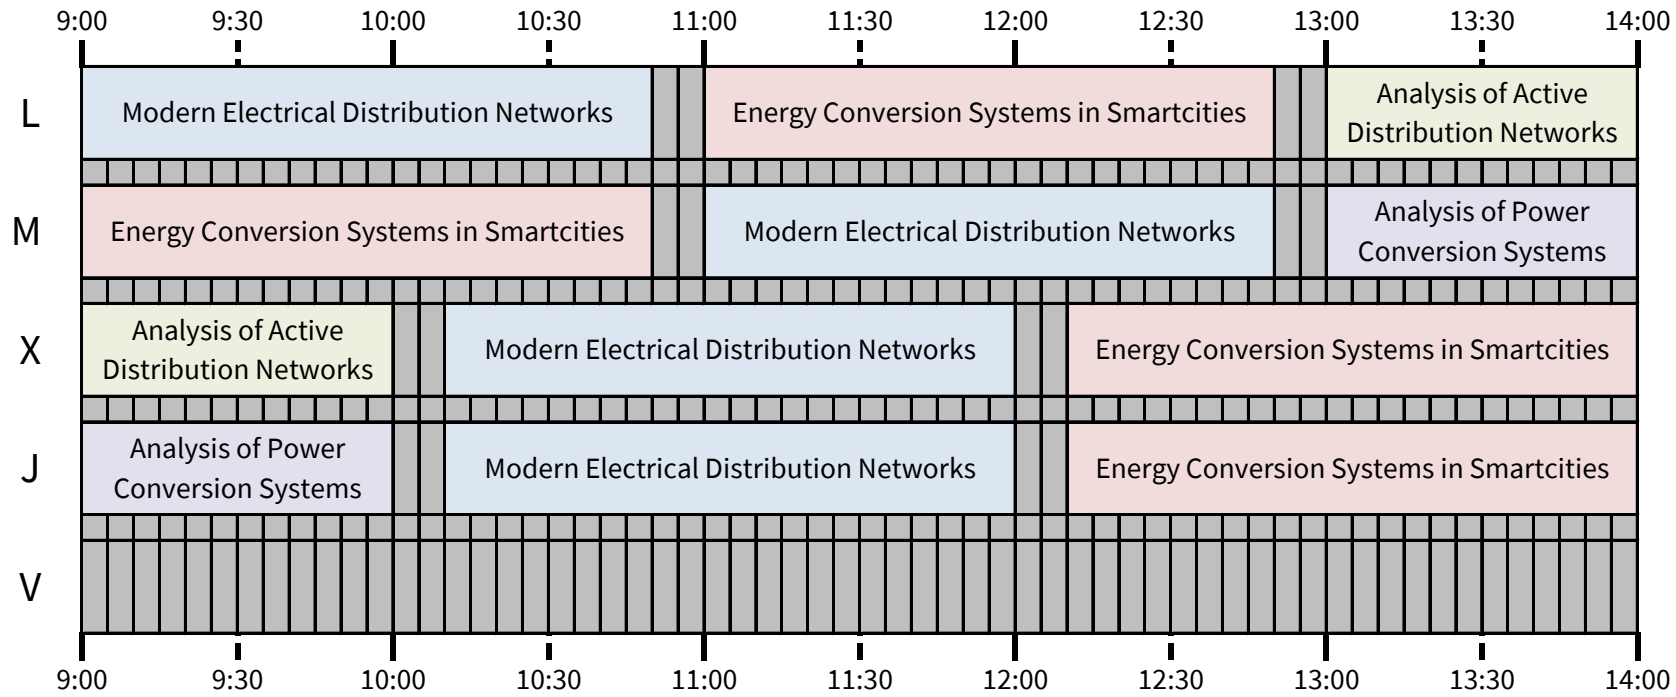 9:00 9:30 10:00 10:30 11:00 11:30 12:00 12:30 13:00 13:30 14:00
L
Modern Electrical Distribution Networks
Energy Conversion Systems in Smartcities
Analysis of Active
Distribution Networks
M
Energy Conversion Systems in Smartcities
Modern Electrical Distribution Networks
Analysis of Power
Conversion Systems
X
Analysis of Active
Distribution Networks
Modern Electrical Distribution Networks
Energy Conversion Systems in Smartcities
J
Analysis of Power
Conversion Systems
Modern Electrical Distribution Networks
Energy Conversion Systems in Smartcities
V
9:00 9:30 10:00 10:30 11:00 11:30 12:00 12:30 13:00 13:30 14:00